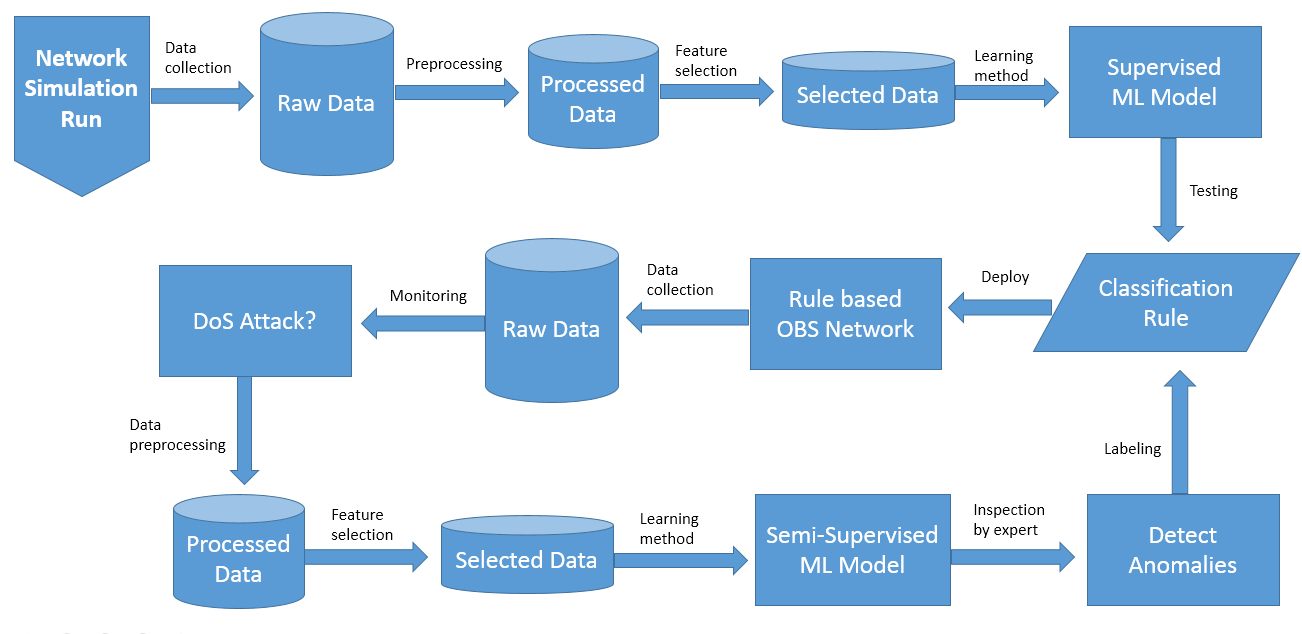 Network
Simulation
Run
Data
collection
Raw Data
Preprocessing
Processed
Data
Feature
selection
Selected Data
Learning
method
Supervised
ML Model
Testing
Classification
Rule
Deploy
Rule based
OBS Network
Data
collection
Raw Data
Monitoring
DoS Attack?
Data
preprocessing
Processed
Data
Feature
selection
Selected Data
Learning
method
Semi-Supervised
ML Model
Inspection
by expert
Detect
Anomalies
Labeling